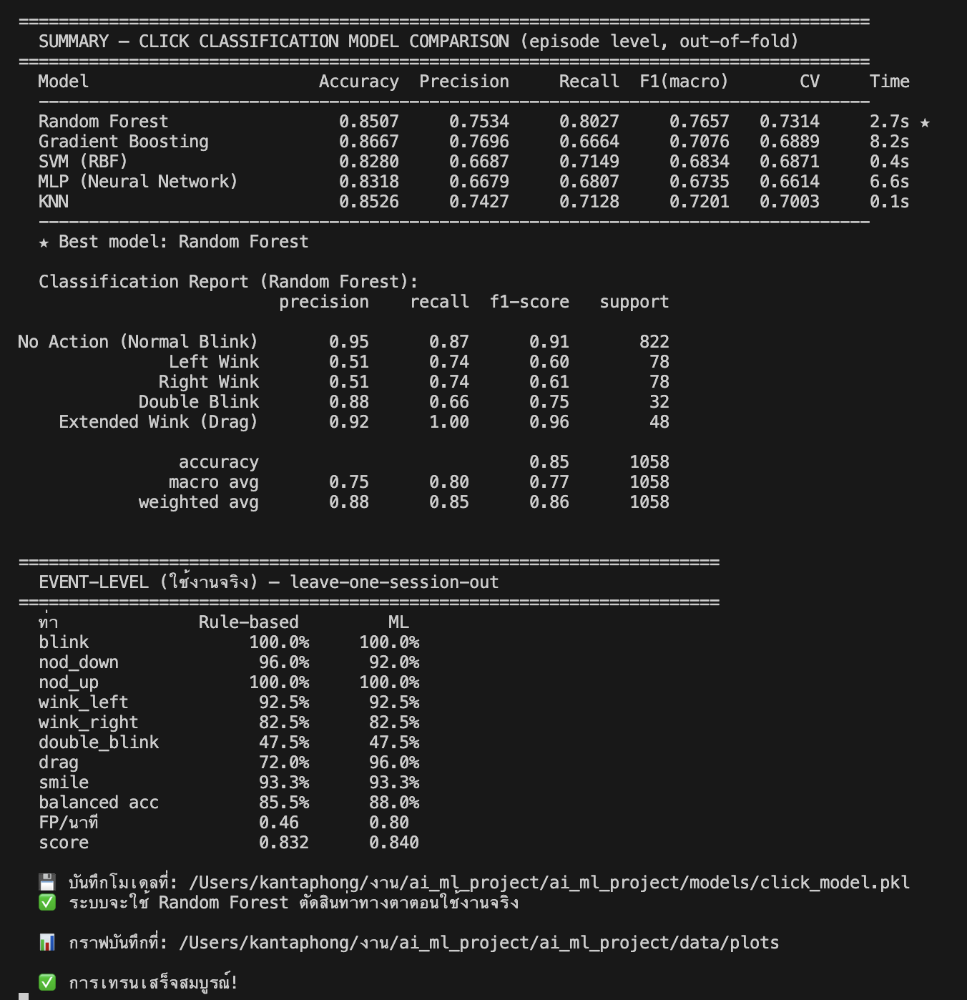 =====================================================================================
SUMMARY — CLICK CLASSIFICATION MODEL COMPARISON (episode level, out-of-fold)
=====================================================================================
Model Accuracy Precision Recall F1(macro) CV Time
-----------------------------------------------------------------------------------
Random Forest 0.8507 0.7534 0.8027 0.7657 0.7314 2.7s ★
Gradient Boosting 0.8667 0.7696 0.6664 0.7076 0.6889 8.2s
SVM (RBF) 0.8280 0.6687 0.7149 0.6834 0.6871 0.4s
MLP (Neural Network) 0.8318 0.6679 0.6807 0.6735 0.6614 6.6s
KNN 0.8526 0.7427 0.7128 0.7201 0.7003 0.1s
-----------------------------------------------------------------------------------
★ Best model: Random Forest
Classification Report (Random Forest):
precision recall f1-score support
No Action (Normal Blink) 0.95 0.87 0.91 822
Left Wink 0.51 0.74 0.60 78
Right Wink 0.51 0.74 0.61 78
Double Blink 0.88 0.66 0.75 32
Extended Wink (Drag) 0.92 1.00 0.96 48
accuracy 0.85 1058
macro avg 0.75 0.80 0.77 1058
weighted avg 0.88 0.85 0.86 1058
======================================================================
EVENT-LEVEL (ใช้งานจริง) — leave-one-session-out
======================================================================
ท่า Rule-based ML
blink 100.0% 100.0%
nod_down 96.0% 92.0%
nod_up 100.0% 100.0%
wink_left 92.5% 92.5%
wink_right 82.5% 82.5%
double_blink 47.5% 47.5%
drag 72.0% 96.0%
smile 93.3% 93.3%
balanced acc 85.5% 88.0%
FP/นาที 0.46 0.80
score 0.832 0.840
💾 บันทึกโมเดลที่: /Users/kantaphong/งาน/ai_ml_project/ai_ml_project/models/click_model.pkl
✅ ระบบจะใช้ Random Forest ตัดสินท่าทางตาตอนใช้งานจริง
📊 กราฟบันทึกที่: /Users/kantaphong/งาน/ai_ml_project/ai_ml_project/data/plots
✅ การเทรนเสร็จสมบูรณ์!